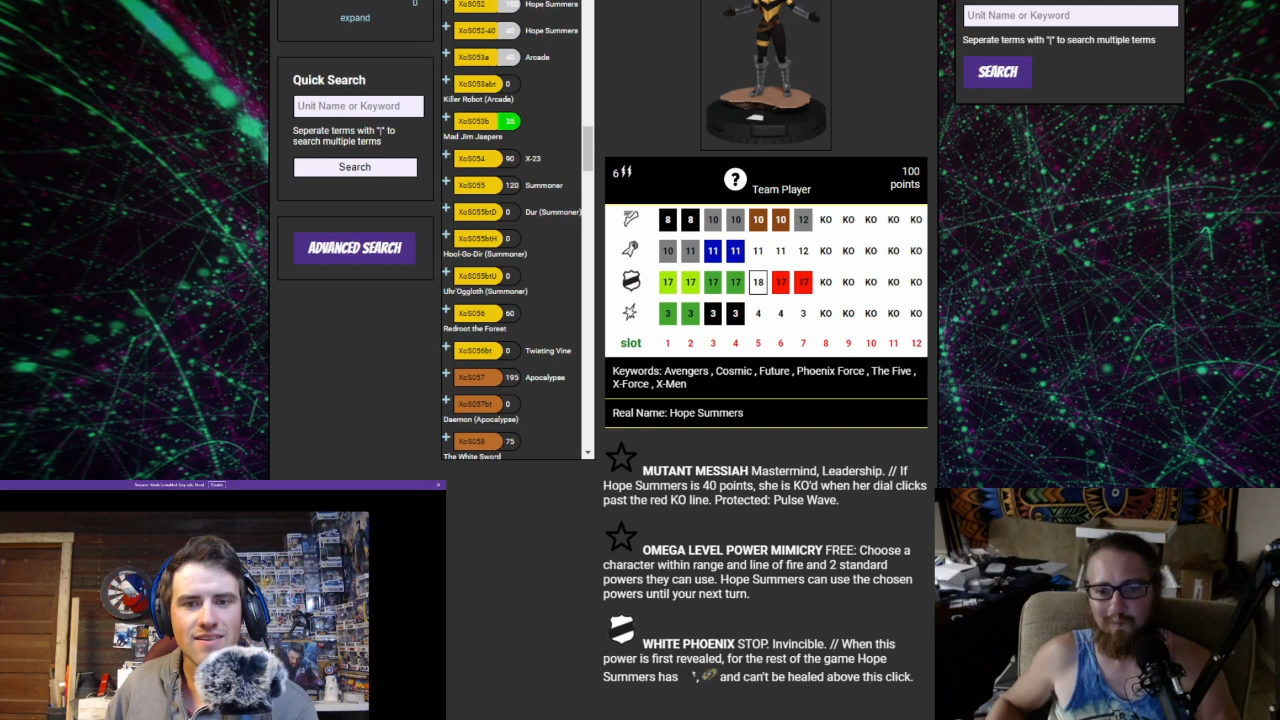 0
expand
Quick Search
Unit Name or Keyword
Seperate terms with "|" to
search multiple terms
Search
ADVANCED SEARCH
XoS052 100 Hope Summers
XoS052-40 40 Hope Summers
XoS053a 40 Arcade
XoS053abt 0
Killer Robot (Arcade)
XoS053b 35
Mad Jim Jaspers
XoS054 90 X-23
XoS055 120 Summoner
XoS055btD 0 Dur (Summoner)
XoS055btH 0
Hool-Go-Dir (Summoner)
XoS055btU 0
Uhr'Oggloth (Summoner)
XoS056 60
Redroot the Forest
XoS056bt 0 Twisting Vine
XoS057 195 Apocalypse
XoS057bt 0
Daemon (Apocalypse)
XoS058 75
The White Sword
6
?
Team Player
100
points
8 8 10 10 10 10 12 KO KO KO KO KO
10 11 11 11 11 11 12 KO KO KO KO KO
17 17 17 17 18 17 17 KO KO KO KO KO
3 3 3 3 4 4 3 KO KO KO KO KO
slot 1 2 3 4 5 6 7 8 9 10 11 12
Keywords: Avengers , Cosmic , Future , Phoenix Force , The Five ,
X-Force , X-Men
Real Name: Hope Summers
MUTANT MESSIAH Mastermind, Leadership. // If
Hope Summers is 40 points, she is KO'd when her dial clicks
past the red KO line. Protected: Pulse Wave.
OMEGA LEVEL POWER MIMICRY FREE: Choose a
character within range and line of fire and 2 standard
powers they can use. Hope Summers can use the chosen
powers until your next turn.
WHITE PHOENIX STOP. Invincible. // When this
power is first revealed, for the rest of the game Hope
Summers has , and can't be healed above this click.
Unit Name or Keyword
Seperate terms with "|" to search multiple terms
SEARCH